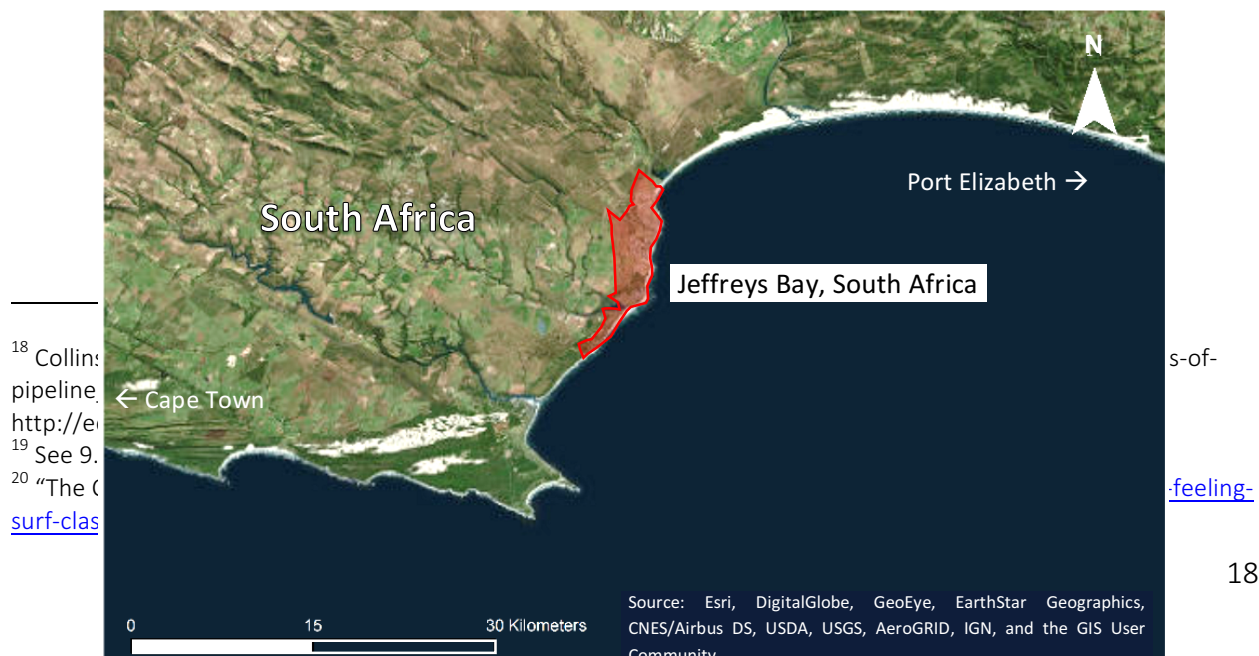 N
Port Elizabeth →
South Africa
Jeffreys Bay, South Africa
18 Collins s-of-
pipeline_
← Cape Town
http://e
19 See 9.
20 “The -feeling-
surf-clas
18
0 15 30 Kilometers
Source: Esri, DigitalGlobe, GeoEye, EarthStar Geographics,
CNES/Airbus DS, USDA, USGS, AeroGRID, IGN, and the GIS User
Community